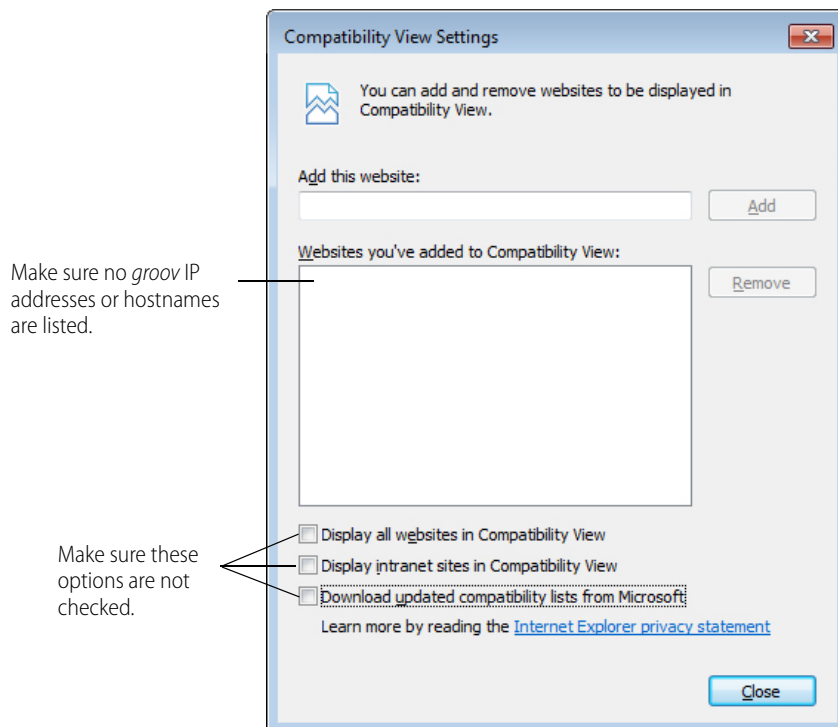 Compatibility View Settings
You can add and remove websites to be displayed in
Compatibility View.
Add this website:
Add
Websites you've added to Compatibility View:
Remove
Make sure no groov IP
addresses or hostnames
are listed.
Display all websites in Compatibility View
Display intranet sites in Compatibility View
Download updated compatibility lists from Microsoft
Make sure these
options are not
checked.
Learn more by reading the Internet Explorer privacy statement
Close